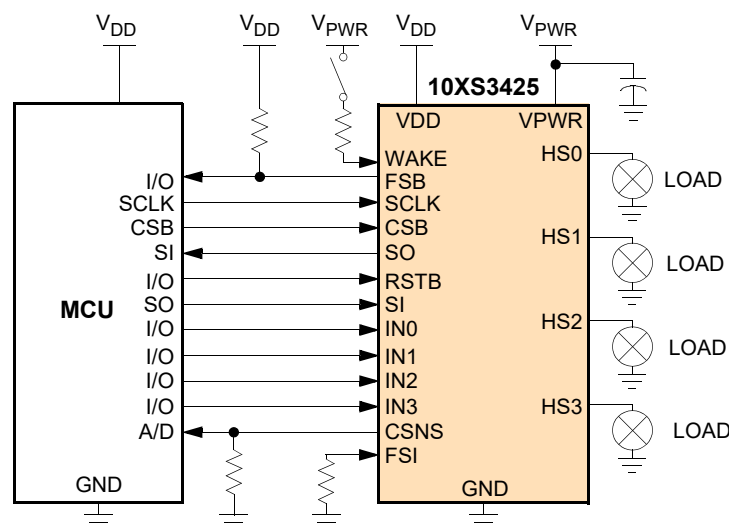 VDD VDD VPWR VDD VPWR
10XS3425
VDD VPWR
WAKE HS0 LOAD
I/O FSB
SCLK SCLK
CSB CSB HS1 LOAD
SI SO
I/O RSTB
MCU SO SI
I/O IN0 HS2 LOAD
I/O IN1
I/O IN2
I/O IN3 HS3 LOAD
A/D CSNS
FSI
GND GND